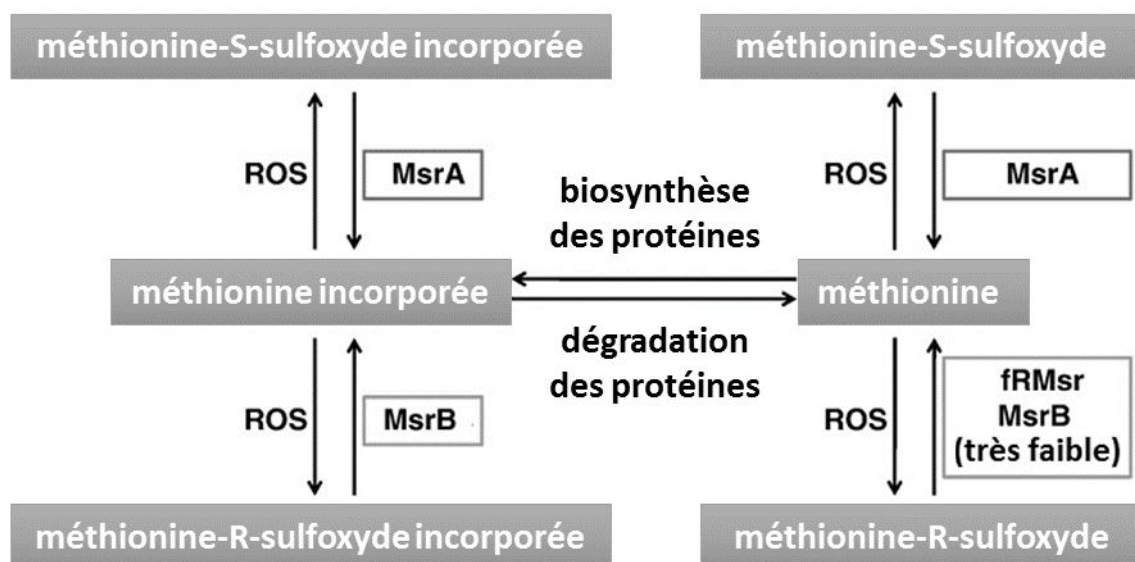 méthionine-S-sulfoxyde incorporée
méthionine-S-sulfoxyde
ROS
MsrA
ROS
MsrA
biosynthèse
des protéines
méthionine incorporée
méthionine
dégradation
des protéines
ROS
MsrB
ROS
fRMsr
MsrB
(très faible)
méthionine-R-sulfoxyde incorporée
méthionine-R-sulfoxyde